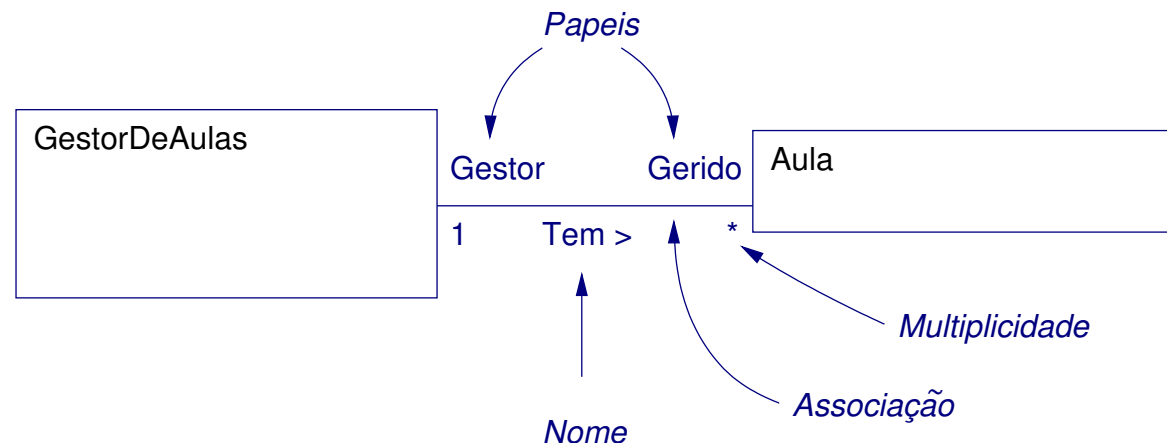 Papeis
GestorDeAulas
Gestor
Gerido
Aula
1
Tem >
*
Multiplicidade
Associação
Nome